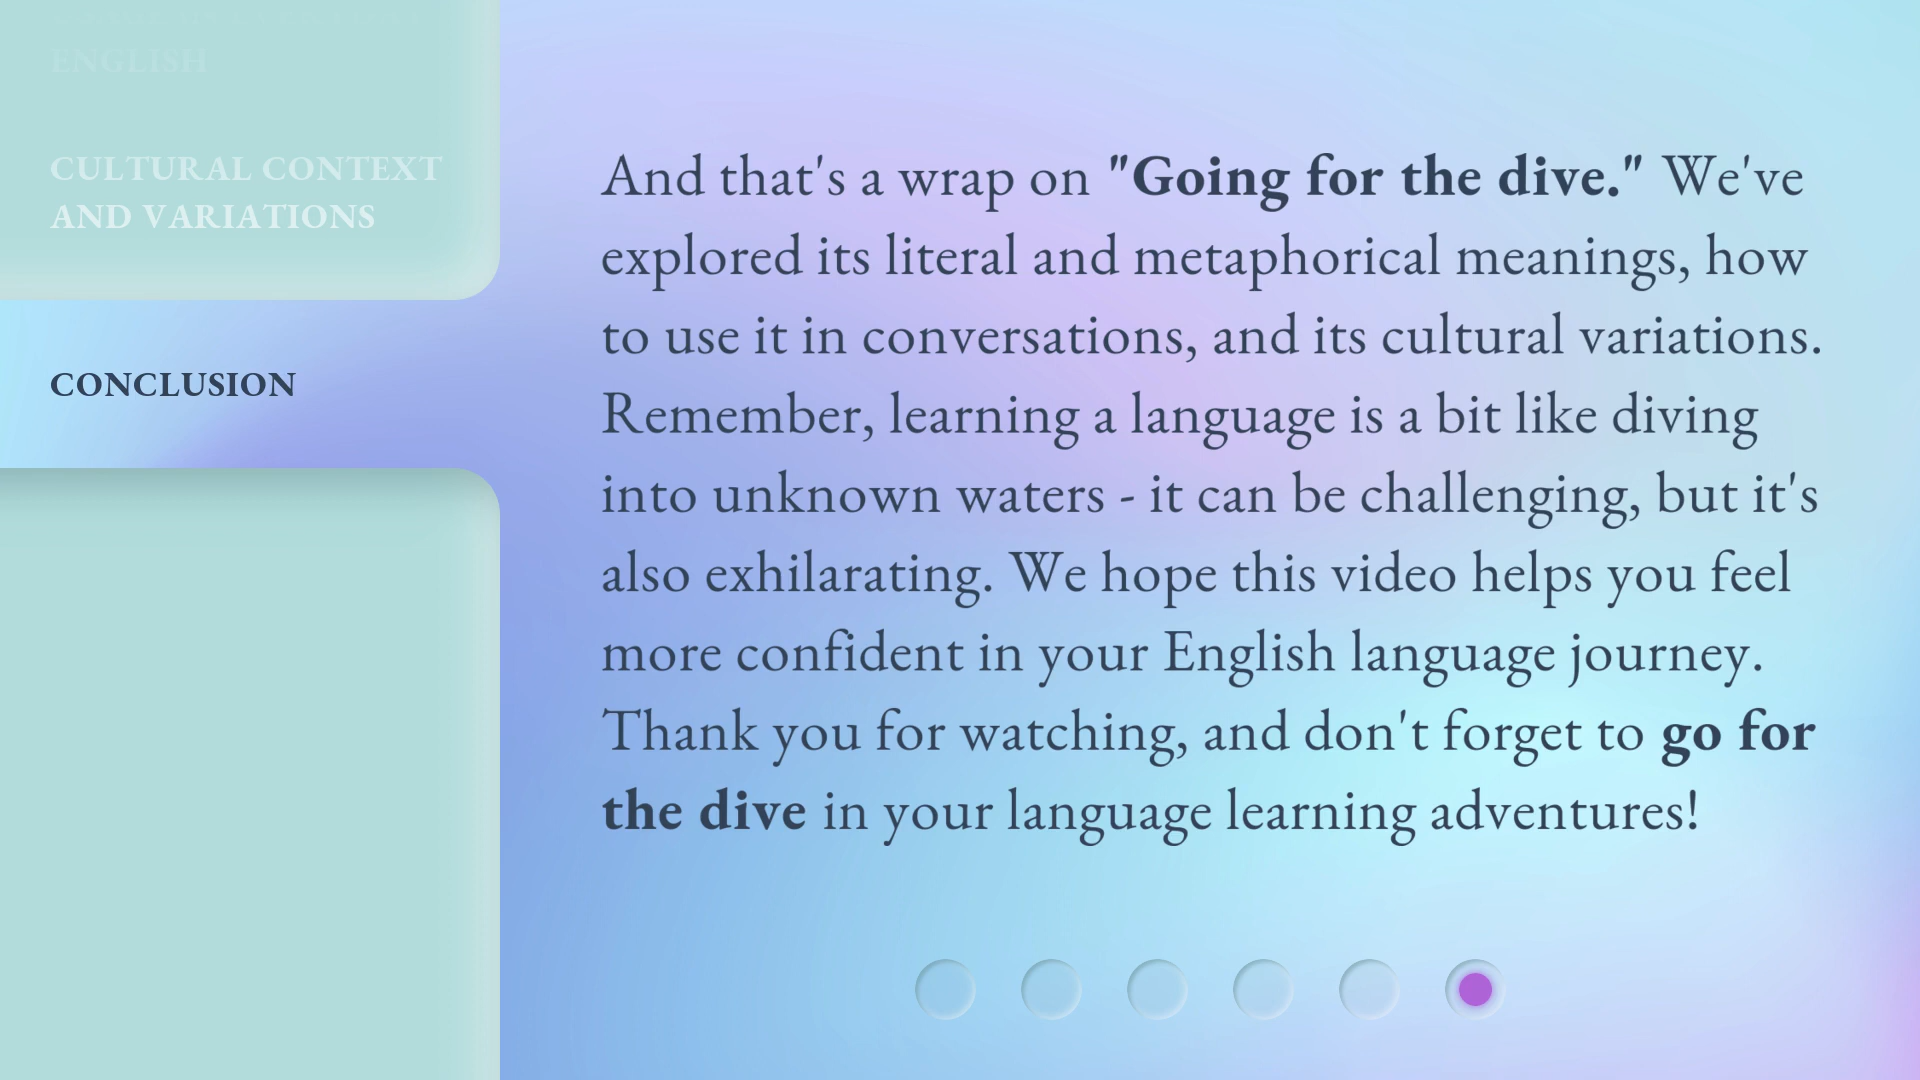 ENGLISH
CULTURAL CONTEXT
AND VARIATIONS
CONCLUSION
And that's a wrap on "Going for the dive." We've
explored its literal and metaphorical meanings, how
to use it in conversations, and its cultural variations.
Remember, learning a language is a bit like diving
into unknown waters - it can be challenging, but it's
also exhilarating. We hope this video helps you feel
more confident in your English language journey.
Thank you for watching, and don't forget to go for
the dive in your language learning adventures!